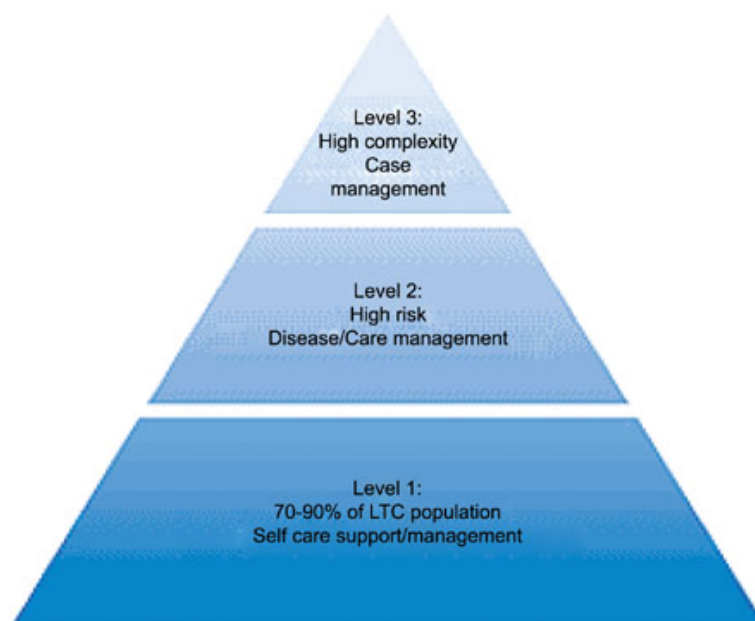 Level 3:
High complexity
Case
management
Level 2:
High risk
Disease/Care management
Level 1:
70-90% of LTC population
Self care support/management